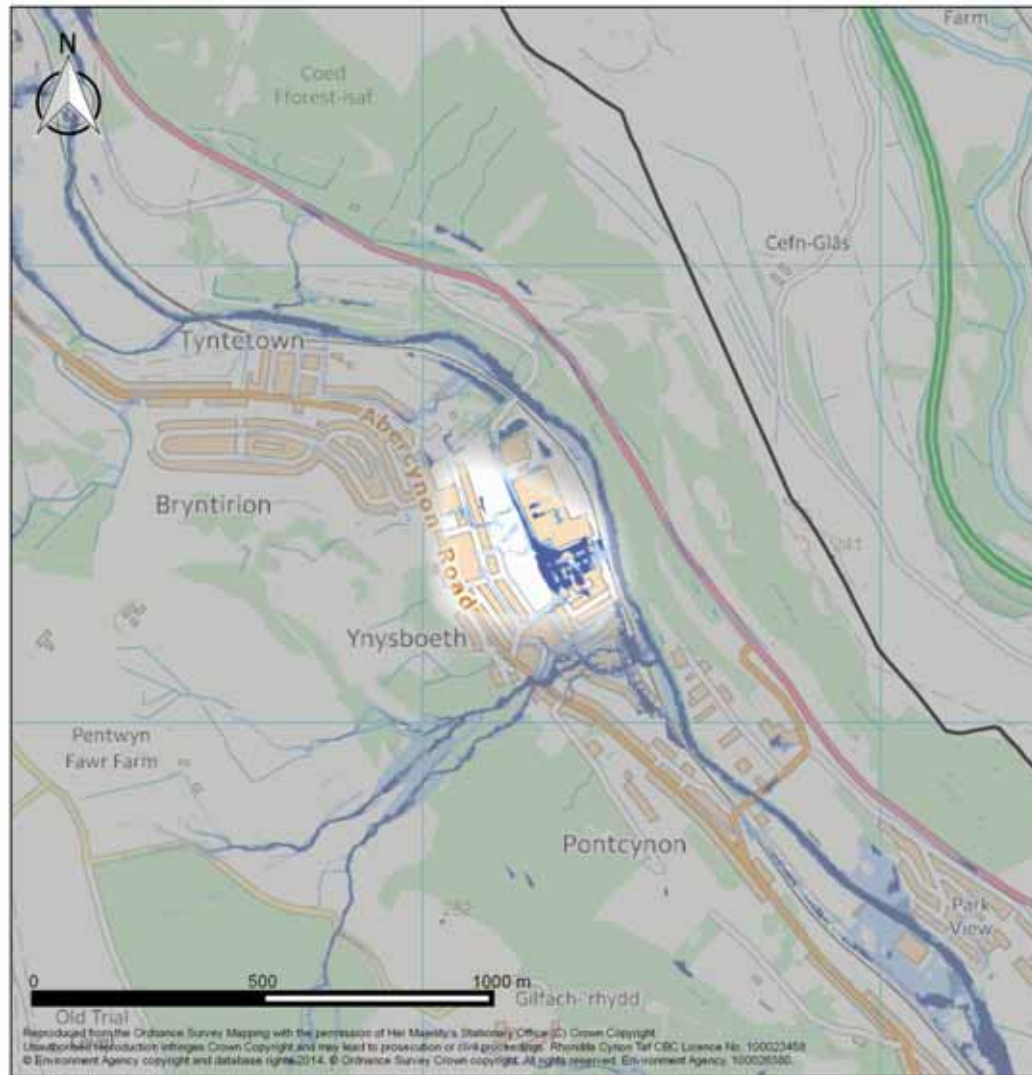 Farm
N
Coed
Fforest-isaf
Cefn-Glâs
Tyntetown
Abercynon Road
Bryntirion
241
Ynysboeth
Pentwyn
Fawr Farm
Pontcynon
282
Park
View
0 500 1000 m
Gilfach-rhydd
Old Trial
Reproduced from the Ordnance Survey Mapping with the permission of Her Majesty's Stationery Office (C) Crown Copyright.
Unauthorised reproduction infringes Crown Copyright and may lead to prosecution or civil proceedings. Rhondda Cynon Taf CBC Licence No. 100023458
© Environment Agency copyright and database rights 2014. © Ordnance Survey Crown copyright. All rights reserved. Environment Agency, 100026380.